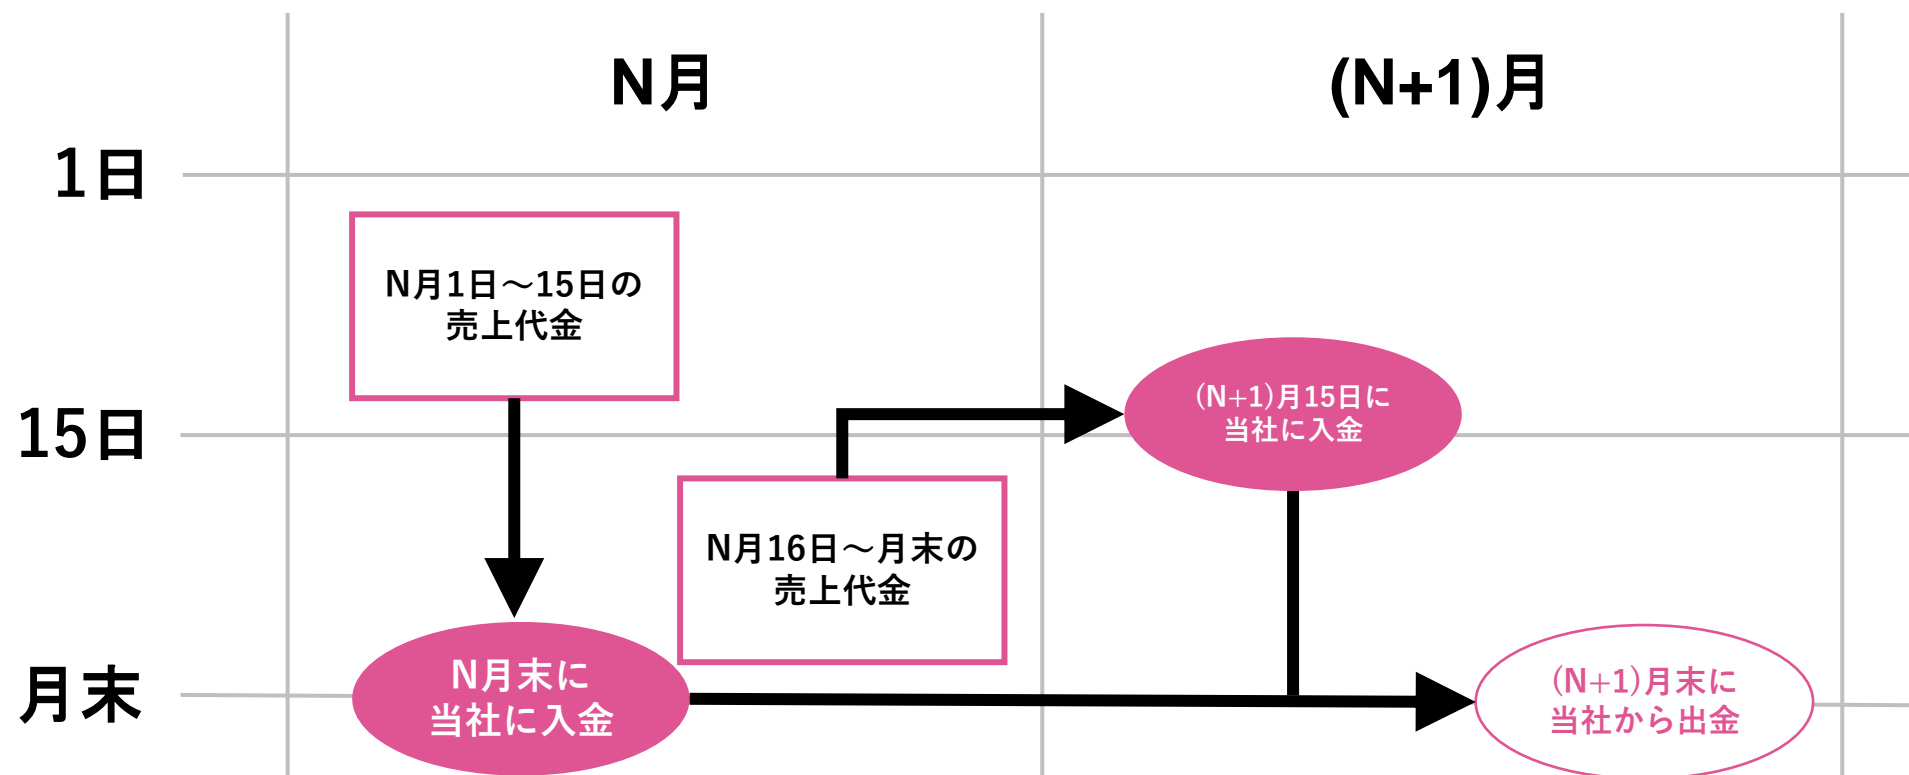 N月
(N+1)月
1日
N月1日～15日の
売上代金
(N+1)月15日に
当社に入金
15日
N月16日～月末の
売上代金
月末
N月末に
当社に入金
(N+1)月末に
当社から出金